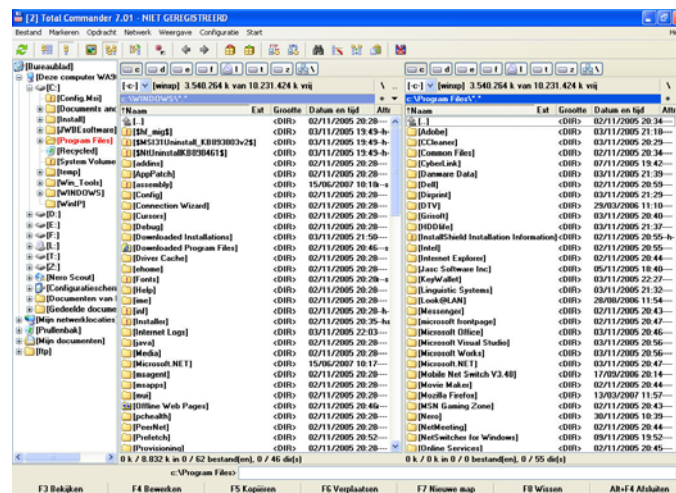 [2] Total Commander 7.01 - NIET GEREGISTREERD
Bestand Markeren Opdracht Netwerk Weergave Configuratie Start He
[Bureaublad]
[Deze computer WA9
[C:]
[Config.Msi]
[Documents and
[Install]
[JWBEsoftware]
[Program Files]
[Recycled]
[System Volume
[temp]
[Win_Tools]
[WINDOWS]
[WinIP]
[D:]
[E:]
[F:]
[L:]
[T:]
[Z:]
[Nero Scout]
[Configuratieschen
[Documenten van
[Gedeelde docume
[Mijn netwerklocaties
[Prullenbak]
[Mijn documenten]
[ftp]
c d e f l t z \
[-c-] [winxp] 3.540.264 k van 10.231.424 k vrij \ ..
c:\WINDOWS\*.* * ▼
↑Naam Ext Grootte Datum en tijd Attr
[..] <DIR> 02/11/2005 20:28----
[$hf_mig$] <DIR> 03/11/2005 19:49-h-
[$MSI31Uninstall_KB893803v2$] <DIR> 03/11/2005 19:49-h-
[$NtUninstallKB898461$] <DIR> 03/11/2005 19:49-h-
[addins] <DIR> 02/11/2005 20:28----
[AppPatch] <DIR> 02/11/2005 20:28----
[assembly] <DIR> 15/06/2007 10:18--s
[Config] <DIR> 02/11/2005 20:28----
[Connection Wizard] <DIR> 02/11/2005 20:28----
[Cursors] <DIR> 02/11/2005 20:28----
[Debug] <DIR> 02/11/2005 20:28----
[Downloaded Installations] <DIR> 03/11/2005 21:50----
[Downloaded Program Files] <DIR> 02/11/2005 20:46--s
[Driver Cache] <DIR> 02/11/2005 20:28----
[ehome] <DIR> 02/11/2005 20:28----
[Fonts] <DIR> 02/11/2005 20:28--s
[Help] <DIR> 02/11/2005 20:28----
[ime] <DIR> 02/11/2005 20:28----
[inf] <DIR> 02/11/2005 20:28-h-
[Installer] <DIR> 02/11/2005 20:35-hs
[Internet Logs] <DIR> 03/11/2005 22:03----
[java] <DIR> 02/11/2005 20:28----
[Media] <DIR> 02/11/2005 20:28----
[Microsoft.NET] <DIR> 15/06/2007 10:17----
[msagent] <DIR> 02/11/2005 20:28----
[msapps] <DIR> 02/11/2005 20:28----
[mui] <DIR> 02/11/2005 20:28----
[Offline Web Pages] <DIR> 02/11/2005 20:46----
[pchealth] <DIR> 02/11/2005 20:28----
[PeerNet] <DIR> 02/11/2005 20:28----
[Prefetch] <DIR> 02/11/2005 20:52----
[Provisioning] <DIR> 02/11/2005 20:28----
0 k / 8.832 k in 0 / 62 bestand(en), 0 / 46 dir(s)
c d e f l t z \
[-c-] [winxp] 3.540.264 k van 10.231.424 k vrij \
c:\Program Files\*.* *
↑Naam Ext Grootte Datum en tijd Attr
[..] <DIR> 02/11/2005 20:34----
[Adobe] <DIR> 03/11/2005 21:18----
[CCleaner] <DIR> 03/11/2005 20:29----
[Common Files] <DIR> 02/11/2005 20:34----
[CyberLink] <DIR> 07/11/2005 19:42----
[Danware Data] <DIR> 03/11/2005 21:39----
[Dell] <DIR> 02/11/2005 20:59----
[Dirprint] <DIR> 03/11/2005 21:29----
[DTV] <DIR> 29/03/2006 11:10----
[Grisoft] <DIR> 03/11/2005 20:40----
[HDDlife] <DIR> 03/11/2005 21:37----
[InstallShield Installation Information] <DIR> 02/11/2005 20:55-h-
[Intel] <DIR> 02/11/2005 20:55----
[Internet Explorer] <DIR> 02/11/2005 20:44----
[Jasc Software Inc] <DIR> 05/11/2005 18:40----
[KeyWallet] <DIR> 03/11/2005 22:27----
[Linguistic Systems] <DIR> 03/11/2005 21:32----
[Look@LAN] <DIR> 28/08/2006 11:54----
[Messenger] <DIR> 02/11/2005 20:43----
[microsoft frontpage] <DIR> 02/11/2005 20:43----
[Microsoft Office] <DIR> 03/11/2005 20:46----
[Microsoft Visual Studio] <DIR> 03/11/2005 20:56----
[Microsoft Works] <DIR> 03/11/2005 20:56----
[Microsoft.NET] <DIR> 03/11/2005 20:47----
[Mobile Net Switch V3.48] <DIR> 17/09/2006 20:14----
[Movie Maker] <DIR> 02/11/2005 20:44----
[Mozilla Firefox] <DIR> 13/03/2007 11:57----
[MSN Gaming Zone] <DIR> 02/11/2005 20:43----
[Nero] <DIR> 30/11/2005 10:39----
[NetMeeting] <DIR> 02/11/2005 20:44----
[NetSwitcher for Windows] <DIR> 09/11/2005 19:52----
[Online Services] <DIR> 02/11/2005 20:45----
0 k / 0 k in 0 / 0 bestand(en), 0 / 55 dir(s)
c:\Program Files>
F3 Bekijken F4 Bewerken F5 Kopiëren F6 Verplaatsen F7 Nieuwe map F8 Wissen Alt+F4 Afsluiten